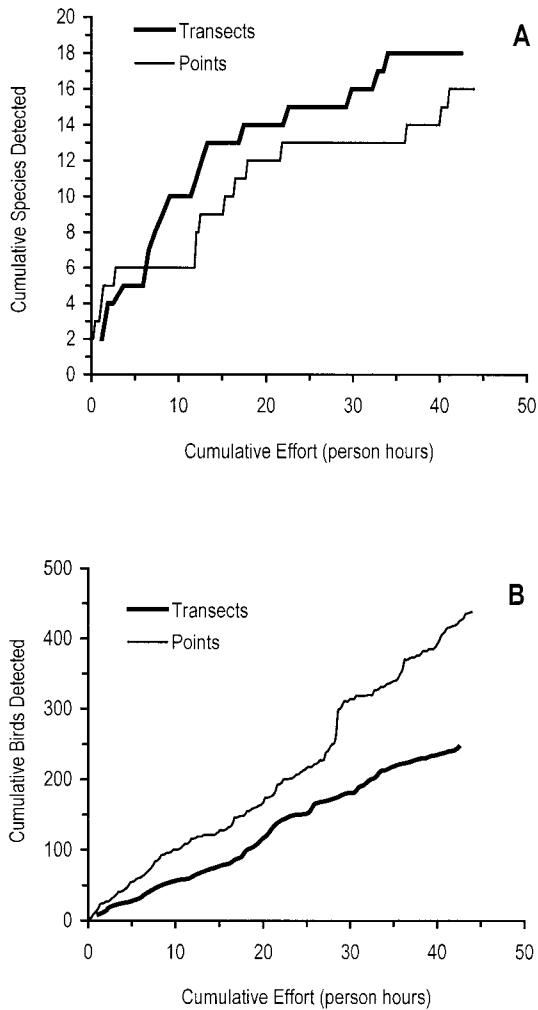 A
Transects
Points
Cumulative Species Detected
20
18
16
14
12
10
8
6
4
2
0
0 10 20 30 40 50
Cumulative Effort (person hours)
B
Transects
Points
Cumulative Birds Detected
500
400
300
200
100
0
0 10 20 30 40 50
Cumulative Effort (person hours)